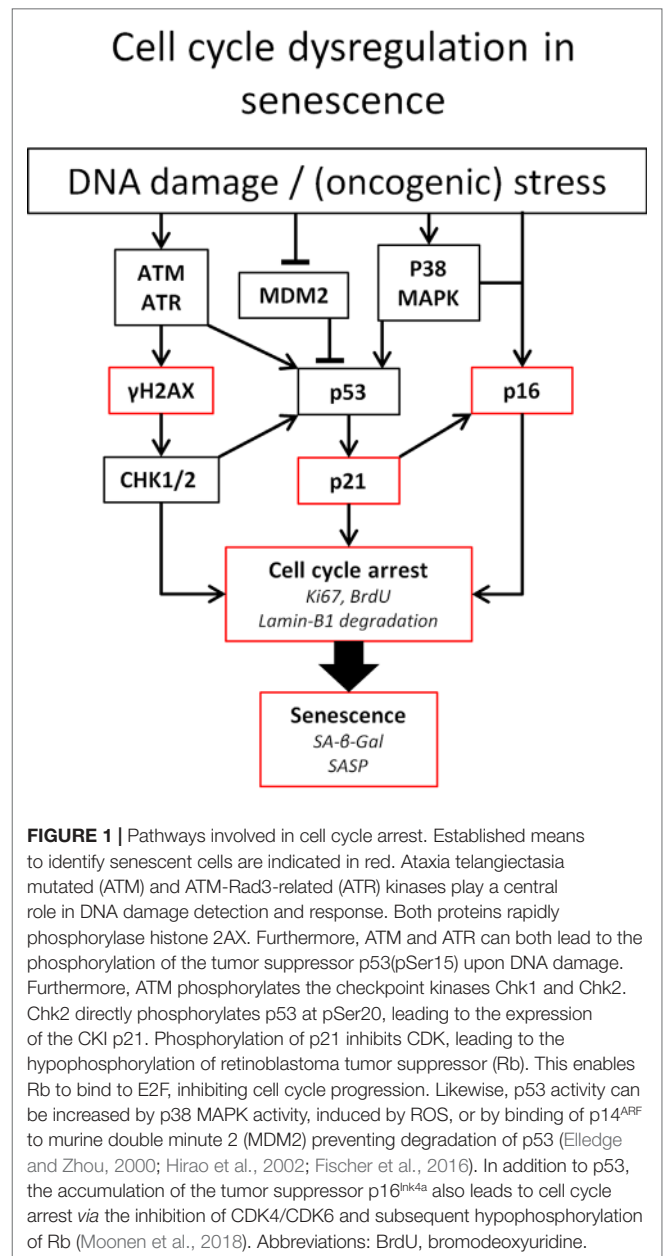 Cell cycle dysregulation in
senescence
DNA damage / (oncogenic) stress
ATM
ATR
MDM2
P38
MAPK
γH2AX
p53
p16
CHK1/2
p21
Cell cycle arrest
Ki67, BrdU
Lamin-B1 degradation
Senescence
SA-β-Gal
SASP
FIGURE 1 | Pathways involved in cell cycle arrest. Established means
to identify senescent cells are indicated in red. Ataxia telangiectasia
mutated (ATM) and ATM-Rad3-related (ATR) kinases play a central
role in DNA damage detection and response. Both proteins rapidly
phosphorylase histone 2AX. Furthermore, ATM and ATR can both lead to the
phosphorylation of the tumor suppressor p53(pSer15) upon DNA damage.
Furthermore, ATM phosphorylates the checkpoint kinases Chk1 and Chk2.
Chk2 directly phosphorylates p53 at pSer20, leading to the expression
of the CKI p21. Phosphorylation of p21 inhibits CDK, leading to the
hypophosphorylation of retinoblastoma tumor suppressor (Rb). This enables
Rb to bind to E2F, inhibiting cell cycle progression. Likewise, p53 activity can
be increased by p38 MAPK activity, induced by ROS, or by binding of p14ARF
to murine double minute 2 (MDM2) preventing degradation of p53 (Elledge
and Zhou, 2000; Hirao et al., 2002; Fischer et al., 2016). In addition to p53,
the accumulation of the tumor suppressor p16Ink4a also leads to cell cycle
arrest via the inhibition of CDK4/CDK6 and subsequent hypophosphorylation
of Rb (Moonen et al., 2018). Abbreviations: BrdU, bromodeoxyuridine.